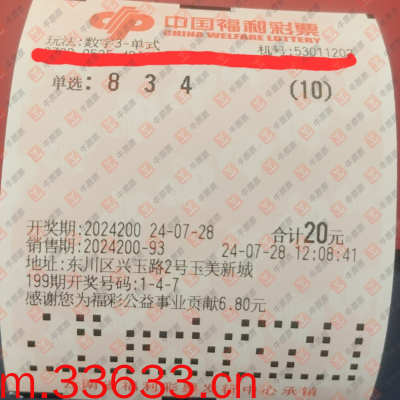 中国福利彩票
CHINA WELFARE LOTTERY
玩法:数字3-单式 机号:53011202
单选: 8 3 4 (10)
开奖期:2024200 24-07-28 合计20元
销售期:2024200-93 24-07-28 12:08:41
地址:东川区兴玉路2号玉美新城
199期开奖号码:1-4-7
感谢您为福彩公益事业贡献6.80元
m.33633.cn